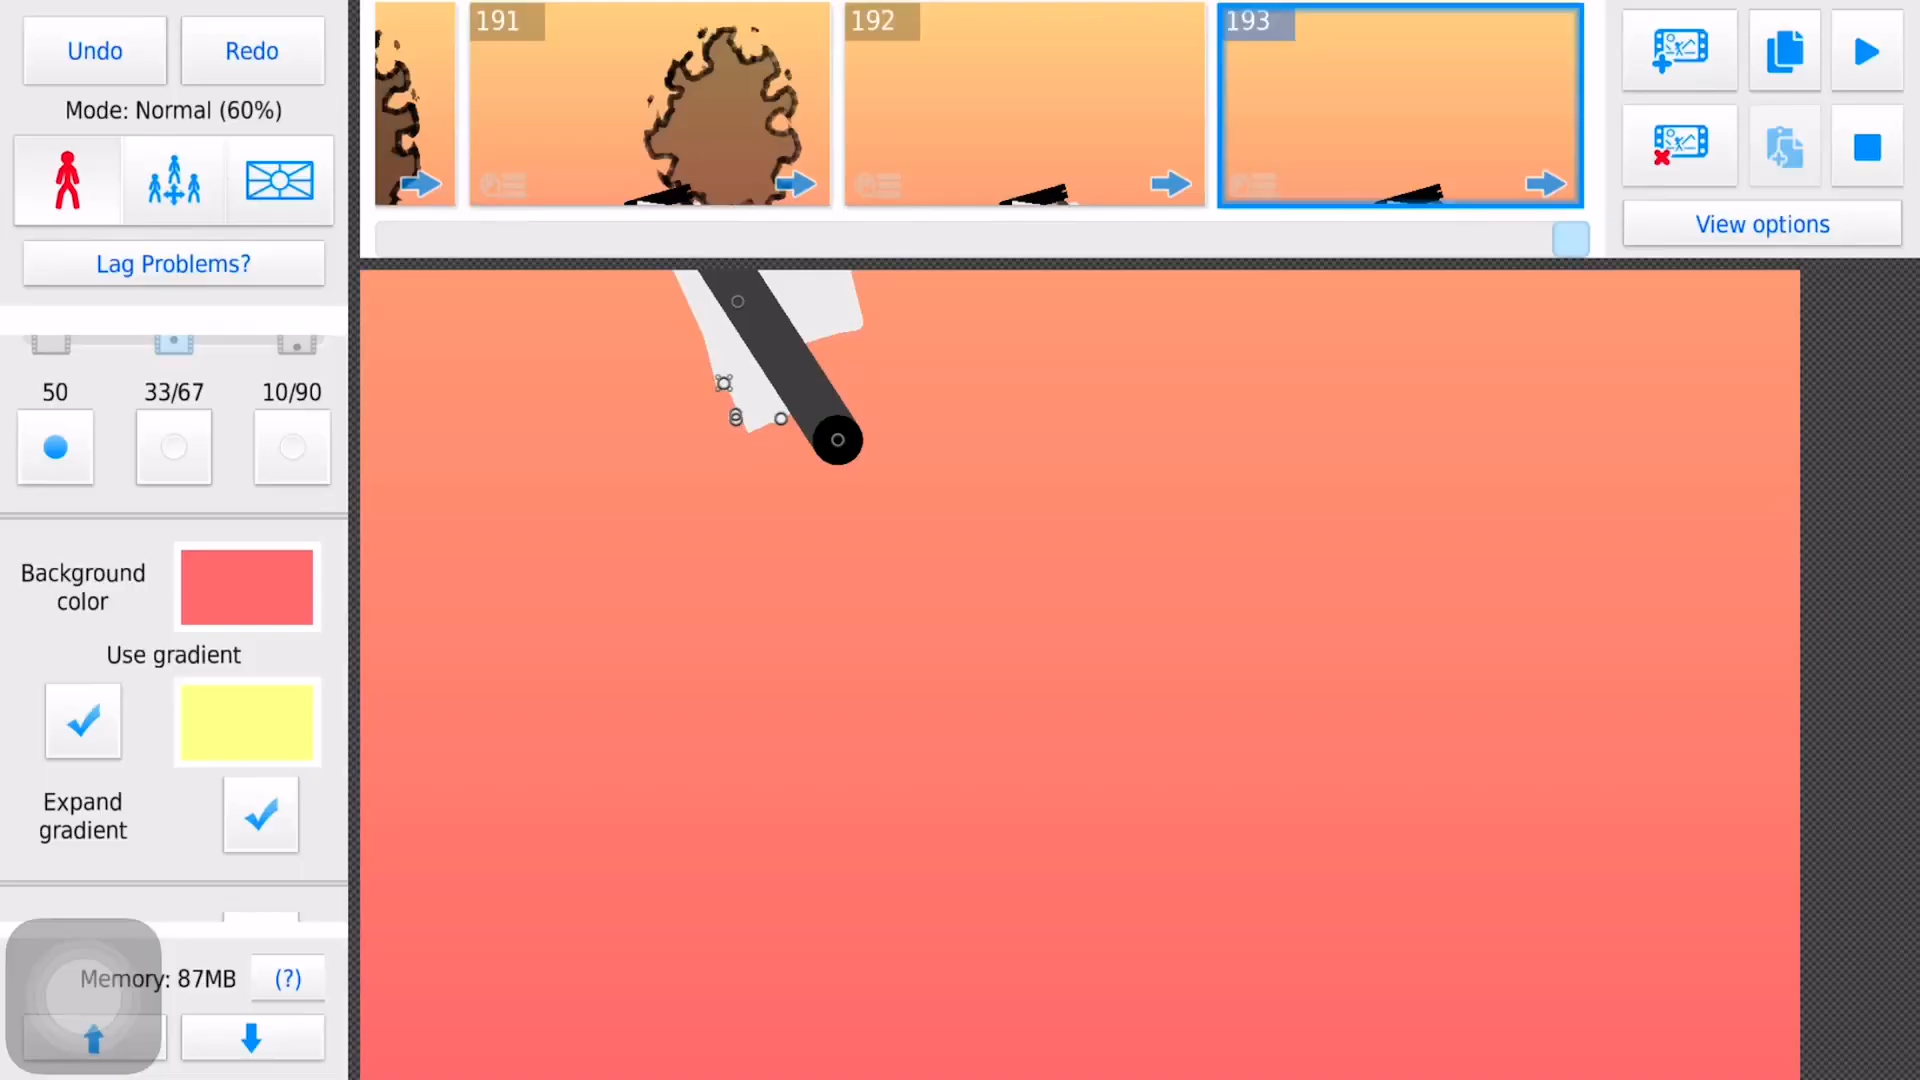 Undo
Redo
Mode: Normal (60%)
Lag Problems?
50
33/67
10/90
Background
color
Use gradient
Expand
gradient
Memory: 87MB
(?)
191
192
193
View options